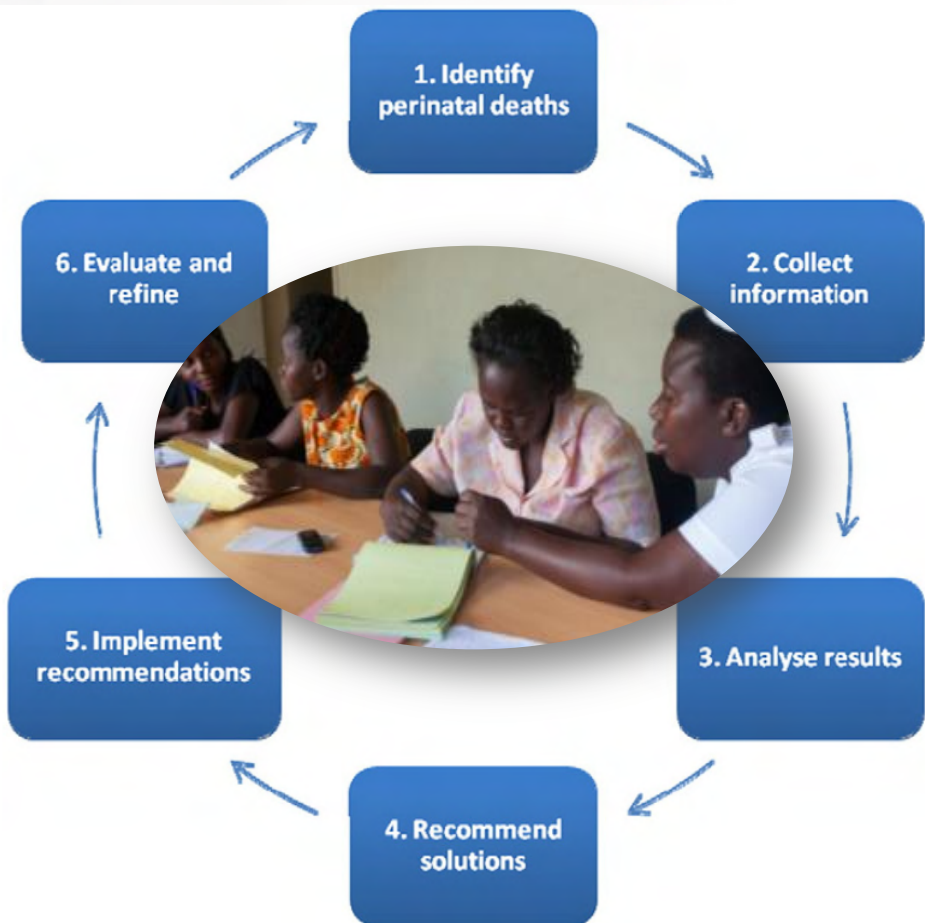 1. Identify
perinatal deaths
2. Collect
information
3. Analyse results
4. Recommend
solutions
5. Implement
recommendations
6. Evaluate and
refine